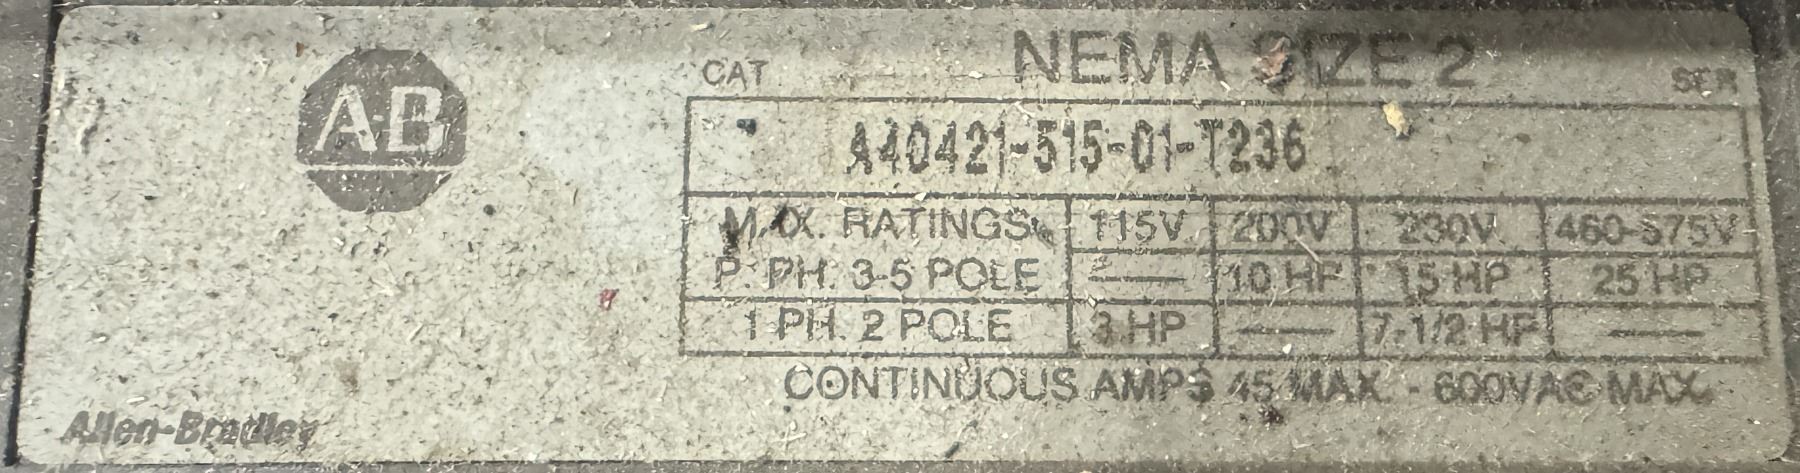 A-B
CAT NEMA SIZE 2 SER
A40421-515-01-T236
MAX. RATINGS 115V 200V 230V 460-575V
P. PH. 3-5 POLE — 10 HP 15 HP 25 HP
1 PH. 2 POLE 3 HP — 7-1/2 HP —
CONTINUOUS AMPS 45 MAX. - 600VAC MAX.
Allen-Bradley